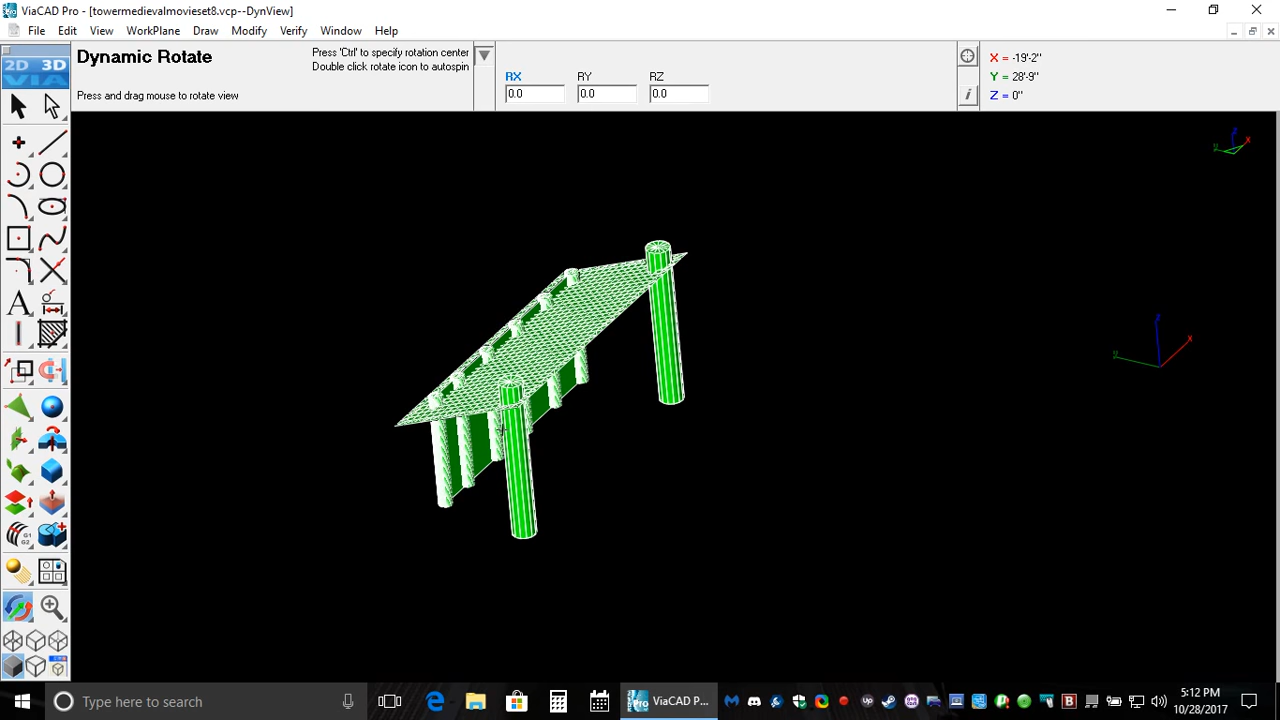 ViaCAD Pro - [towermedievalmovieset8.vcp--DynView]
File Edit View WorkPlane Draw Modify Verify Window Help
2D 3D
VIA
Dynamic Rotate
Press 'Ctrl' to specify rotation center
Double click rotate icon to autospin
Press and drag mouse to rotate view
RX RY RZ
0.0 0.0 0.0
X = -19'-2"
Y = 28'-9"
Z = 0"
Type here to search
ViaCAD P...
5:12 PM
10/28/2017